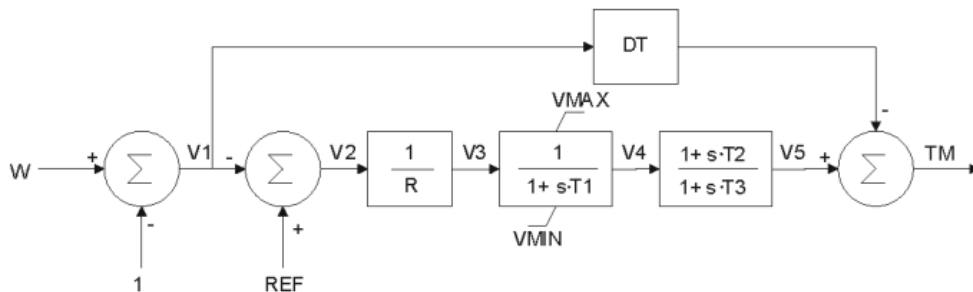 DT
VMAX
-
+
W
Σ
V1
-
Σ
V2
1
R
V3
1
1+ s·T1
V4
1+ s·T2
1+ s·T3
V5
+
Σ
TM
-
+
VMIN
1
REF